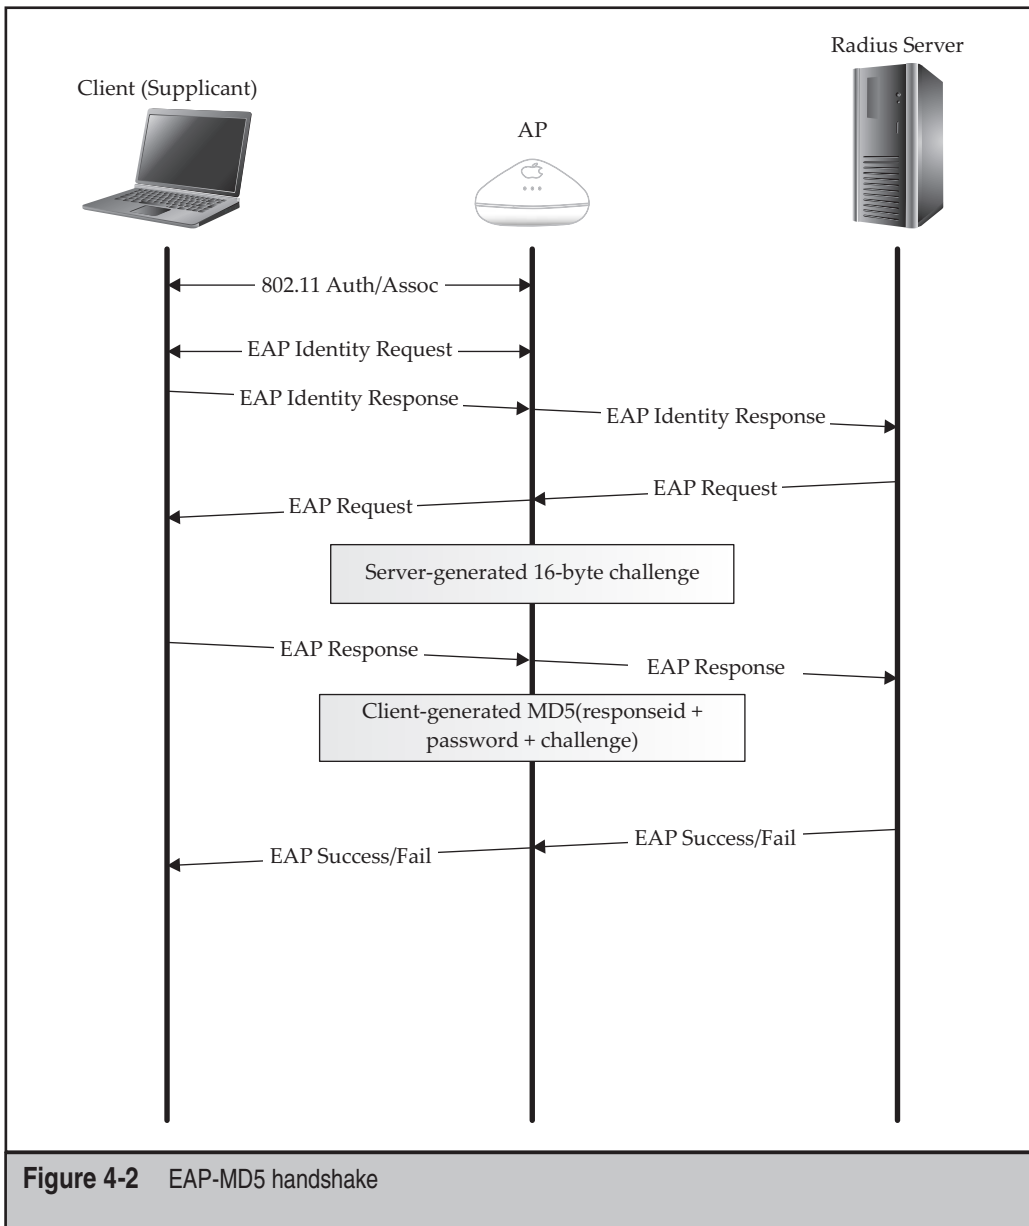 Radius Server
Client (Supplicant)
AP
802.11 Auth/Assoc
EAP Identity Request
EAP Identity Response
EAP Identity Response
EAP Request
EAP Request
Server-generated 16-byte challenge
EAP Response
EAP Response
Client-generated MD5(responseid +
password + challenge)
EAP Success/Fail
EAP Success/Fail
Figure 4-2 EAP-MD5 handshake